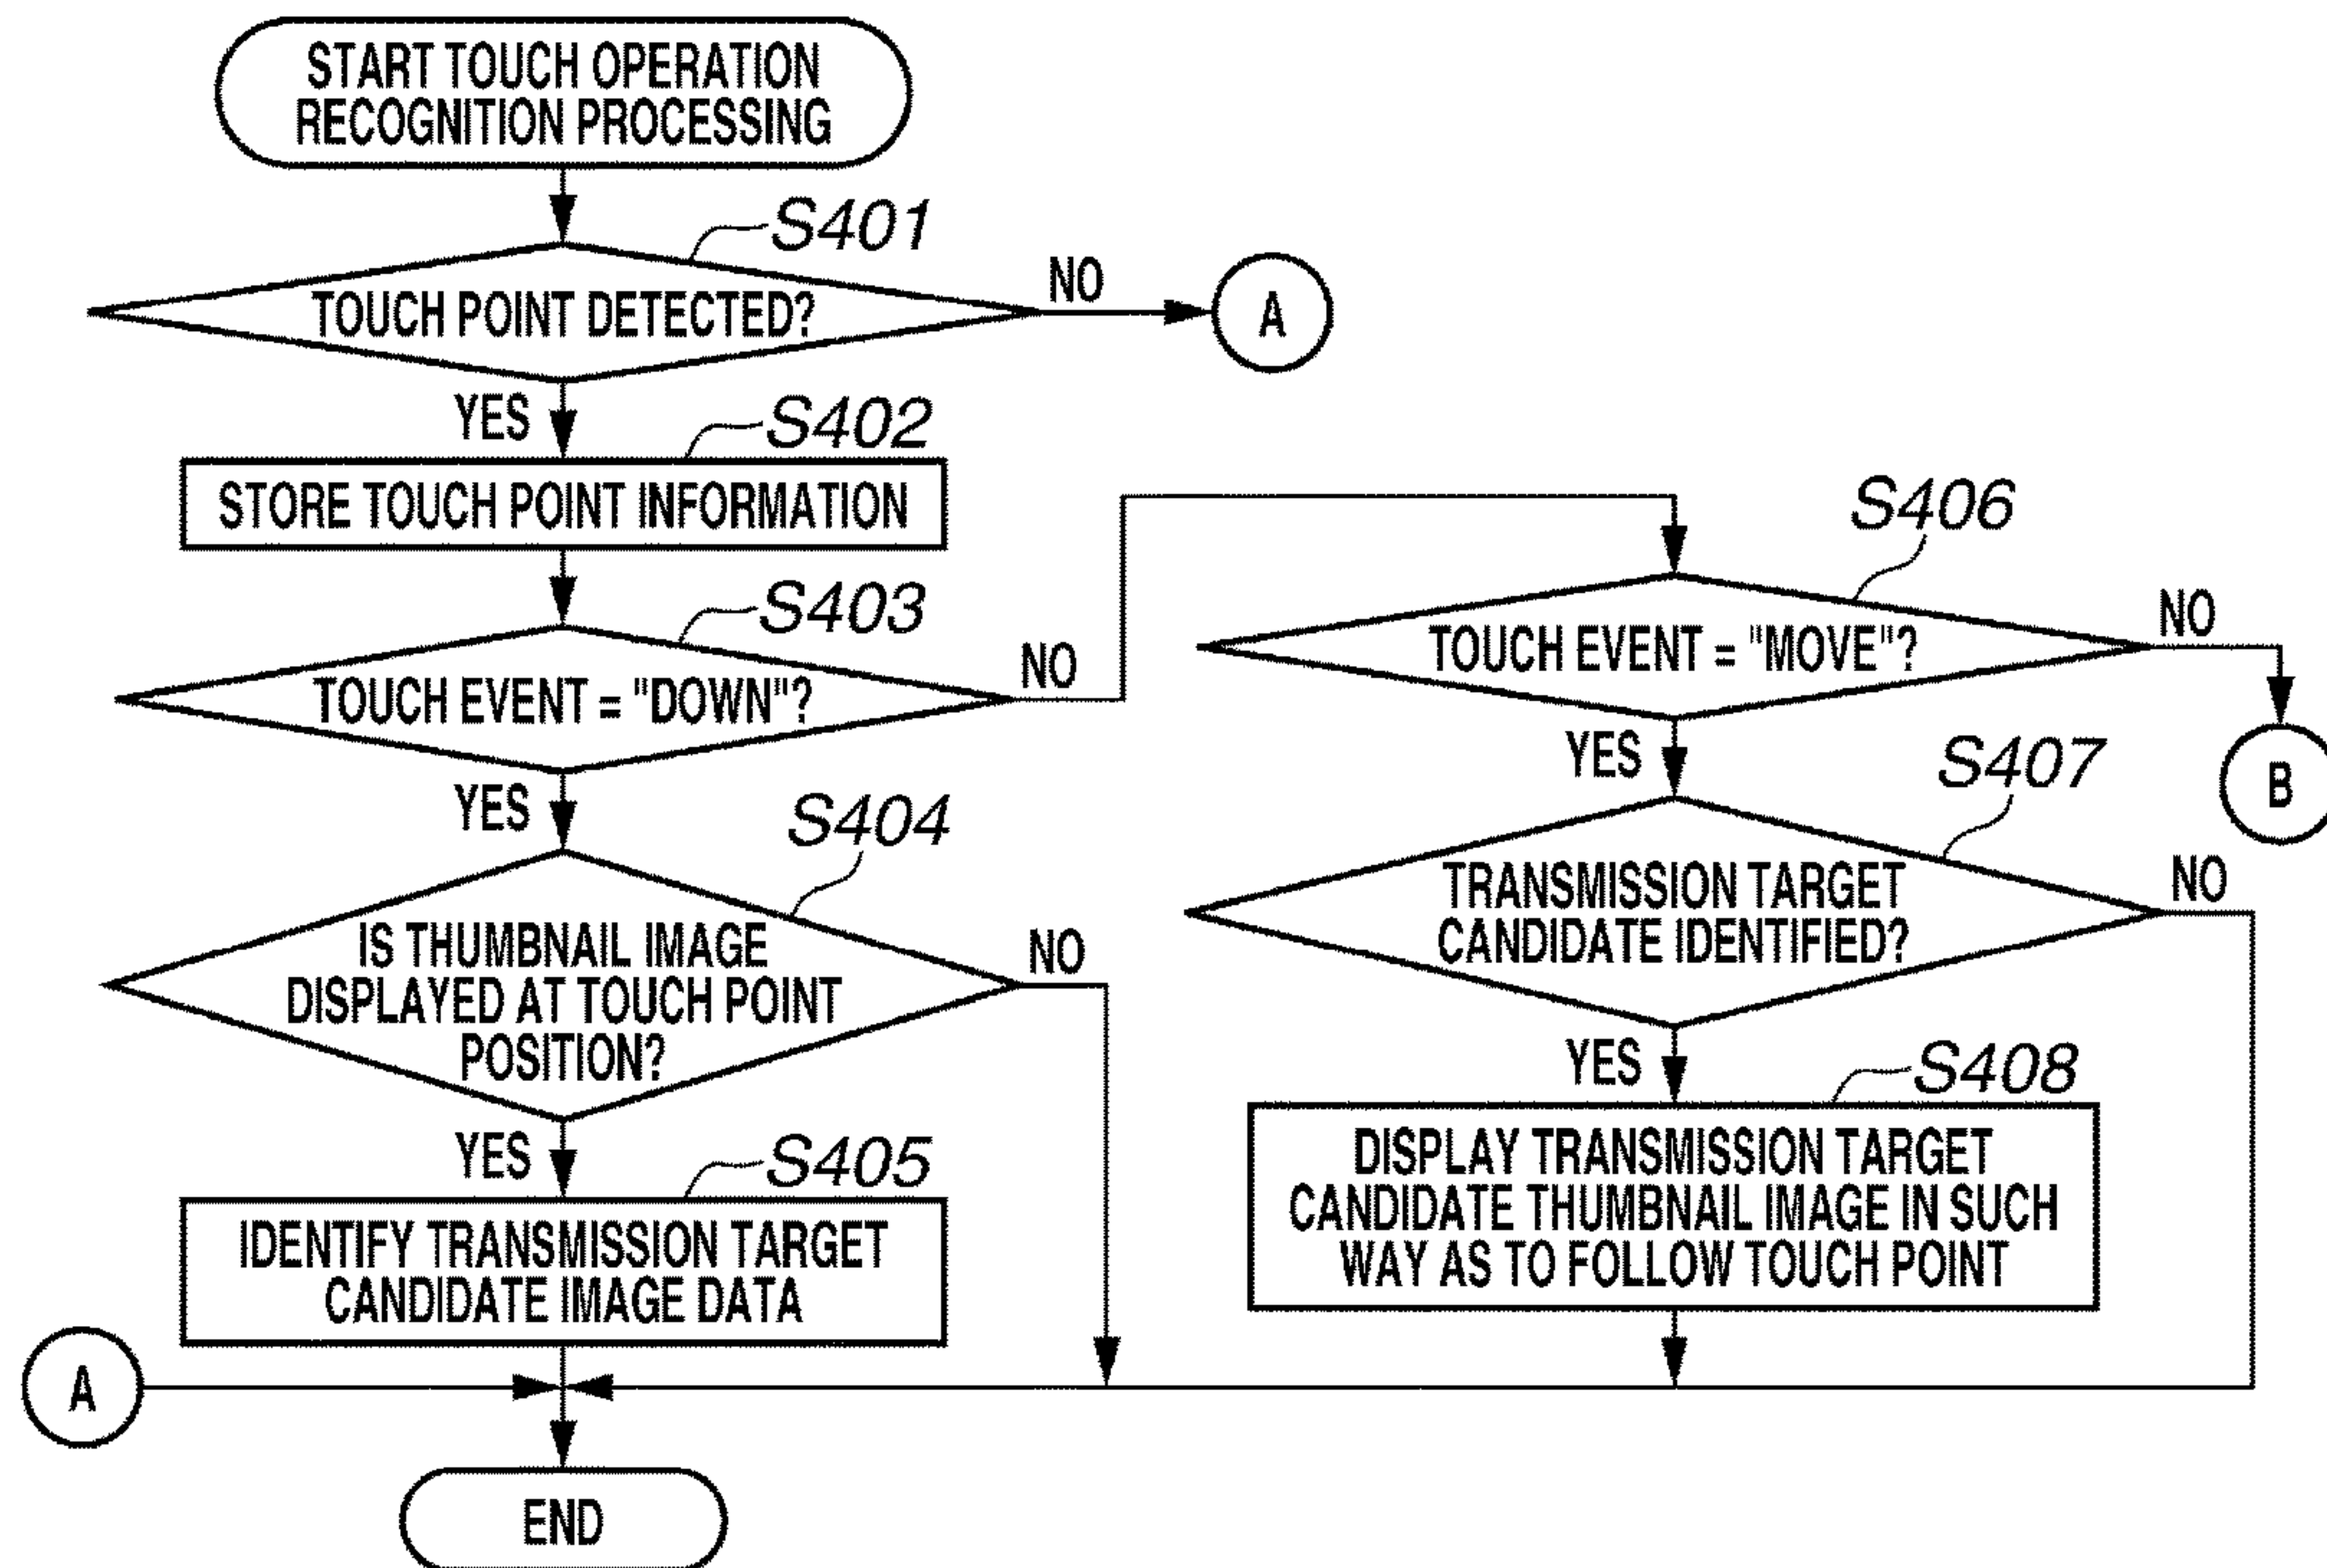 START TOUCH OPERATION
RECOGNITION PROCESSING
S401
TOUCH POINT DETECTED?
NO
A
YES
S402
STORE TOUCH POINT INFORMATION
S403
TOUCH EVENT = "DOWN"?
NO
YES
S404
IS THUMBNAIL IMAGE
DISPLAYED AT TOUCH POINT
POSITION?
NO
YES
S405
IDENTIFY TRANSMISSION TARGET
CANDIDATE IMAGE DATA
A
END
S406
TOUCH EVENT = "MOVE"?
NO
B
YES
S407
TRANSMISSION TARGET
CANDIDATE IDENTIFIED?
NO
YES
S408
DISPLAY TRANSMISSION TARGET
CANDIDATE THUMBNAIL IMAGE IN SUCH
WAY AS TO FOLLOW TOUCH POINT